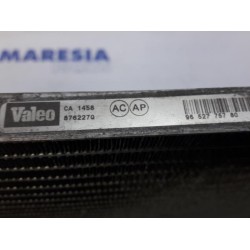 MARESIA
Valeo
CA 1458
876227G
AC AP
96 527 757 80